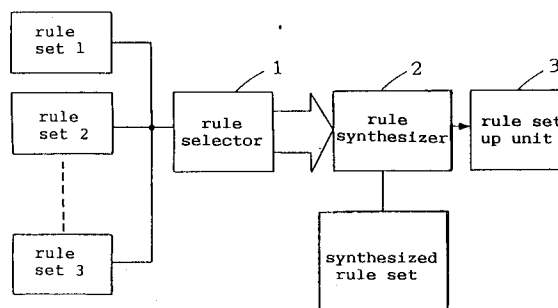 rule
set 1
rule
set 2
rule
set 3
1
rule
selector
2
rule
synthesizer
3
rule set
up unit
synthesized
rule set